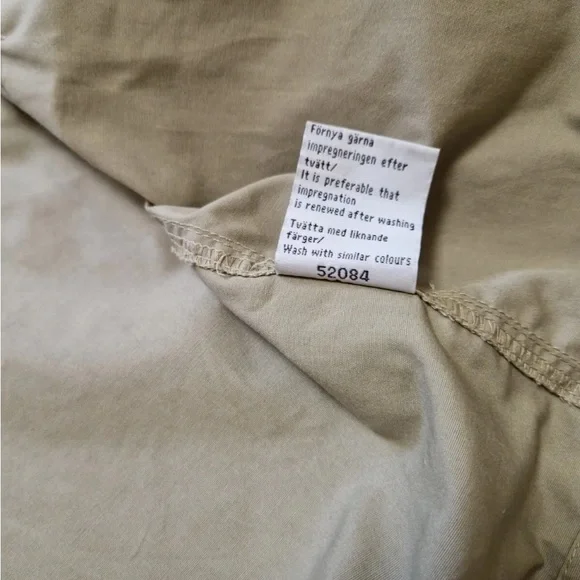 Förnya gärna
impregneringen efter
tvätt/
It is preferable that
impregnation
is renewed after washing
Tvätta med liknande
färger/
Wash with similar colours
52084